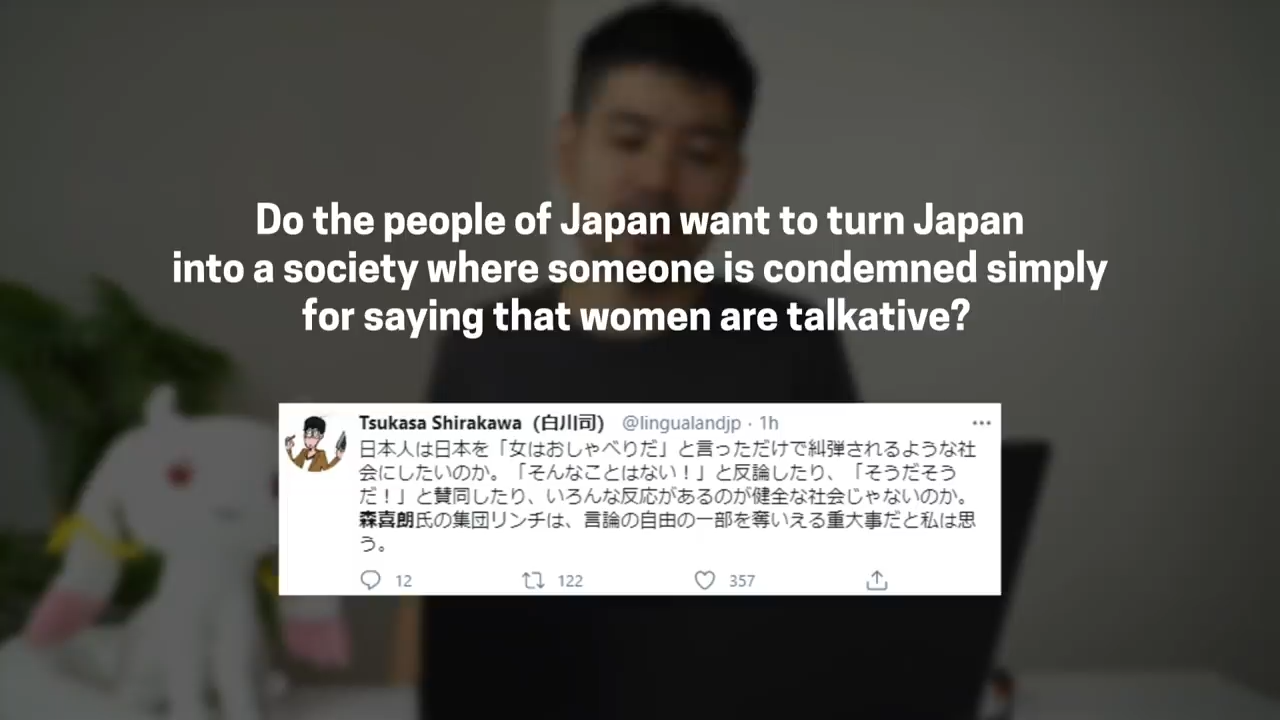 Do the people of Japan want to turn Japan
into a society where someone is condemned simply
for saying that women are talkative?
Tsukasa Shirakawa（白川司） @lingualandjp · 1h
日本人は日本を「女はおしゃべりだ」と言っただけで糾弾されるような社
会にしたいのか。「そんなことはない！」と反論したり、「そうだそう
だ！」と賛同したり、いろんな反応があるのが健全な社会じゃないのか。
森喜朗氏の集団リンチは、言論の自由の一部を奪いえる重大事だと私は思
う。
12 122 357